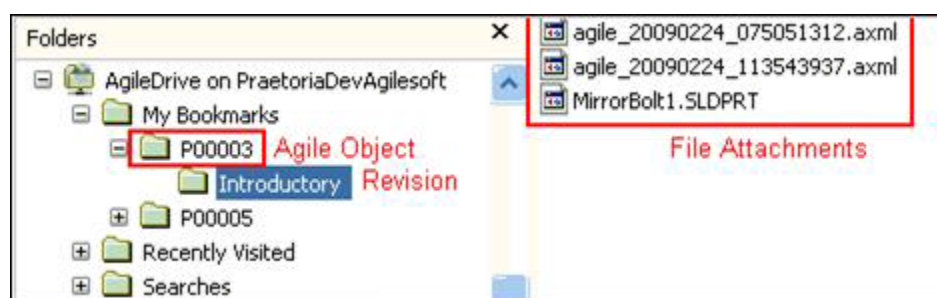 Folders
AgileDrive on PraetoriaDevAgilesoft
My Bookmarks
P00003 Agile Object
Introductory Revision
P00005
Recently Visited
Searches
agile_20090224_075051312.axml
agile_20090224_113543937.axml
MirrorBolt1.SLDPRT
File Attachments